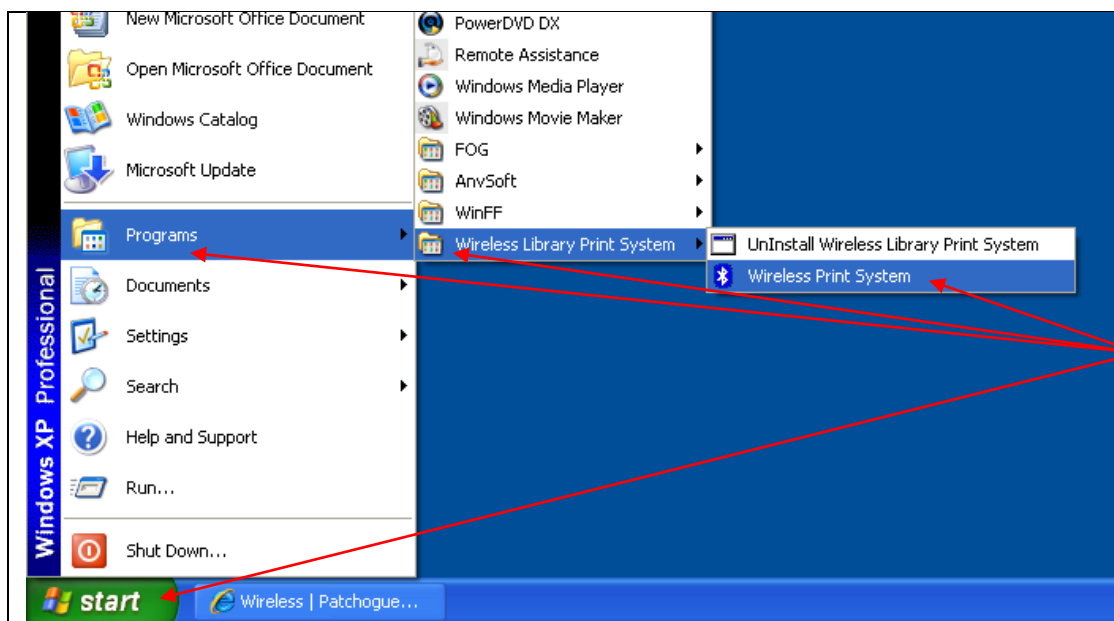 New Microsoft Office Document
Open Microsoft Office Document
Windows Catalog
Microsoft Update
Programs
Documents
Settings
Search
Help and Support
Run...
Shut Down...
Windows XP Professional
PowerDVD DX
Remote Assistance
Windows Media Player
Windows Movie Maker
FOG
AnvSoft
WinFF
Wireless Library Print System
UnInstall Wireless Library Print System
Wireless Print System
start
Wireless | Patchogue...